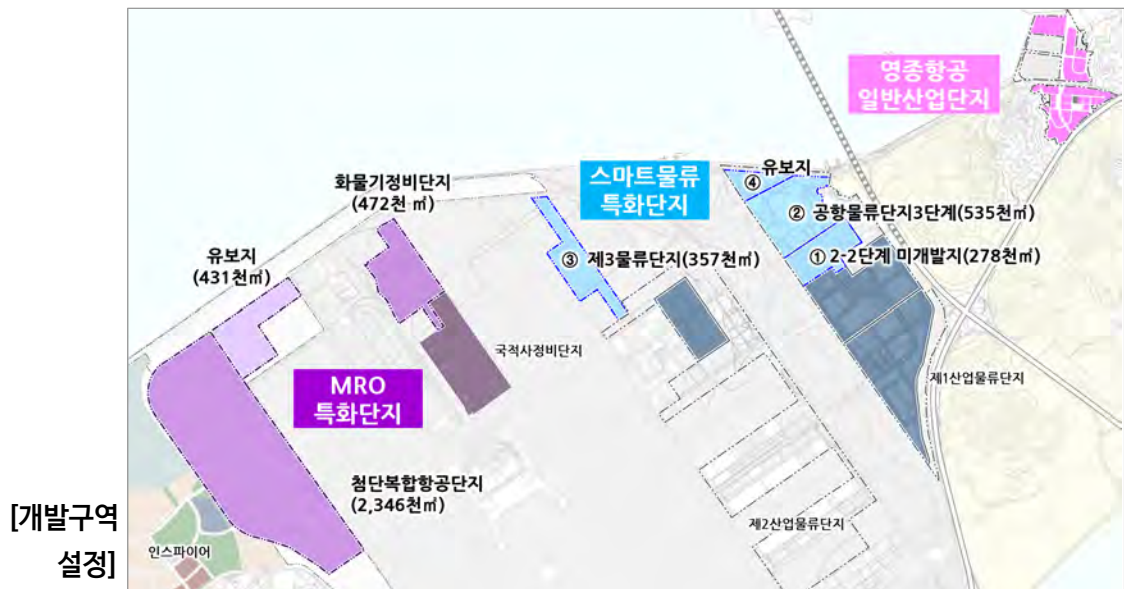 영종항공
일반산업단지
스마트물류
특화단지
④ 유보지
② 공항물류단지3단계(535천㎡)
① 2-2단계 미개발지(278천㎡)
화물기정비단지
(472천 ㎡)
③ 제3물류단지(357천㎡)
유보지
(431천㎡)
국적사정비단지
제1산업물류단지
MRO
특화단지
첨단복합항공단지
(2,346천㎡)
제2산업물류단지
인스파이어
[개발구역
설정]